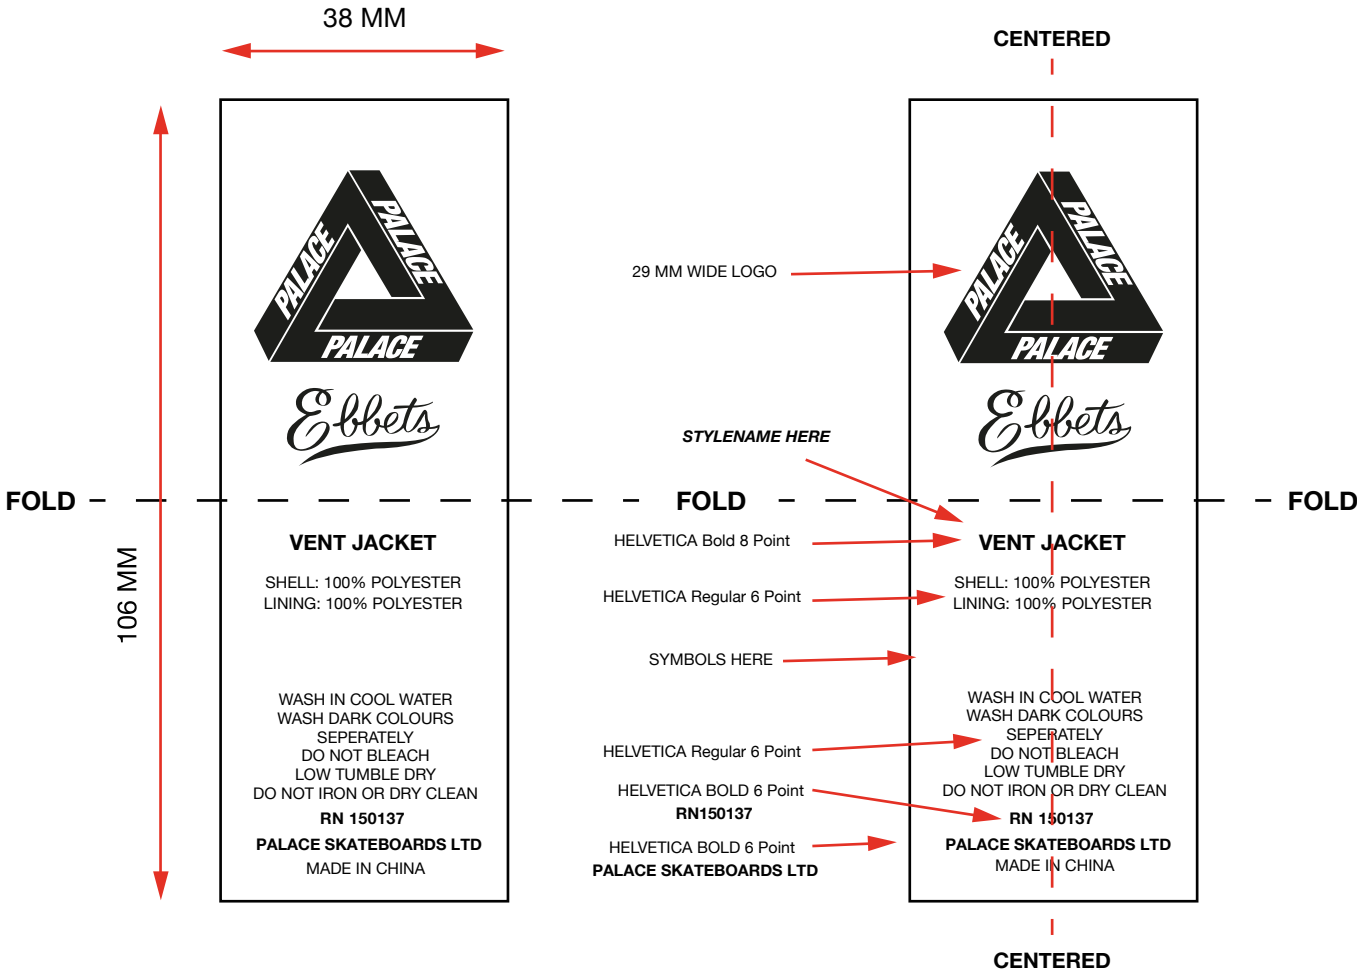 38 MM
CENTERED
PALACE
PALACE
PALACE
Ebbets
106 MM
FOLD
VENT JACKET
SHELL: 100% POLYESTER
LINING: 100% POLYESTER
WASH IN COOL WATER
WASH DARK COLOURS
SEPERATELY
DO NOT BLEACH
LOW TUMBLE DRY
DO NOT IRON OR DRY CLEAN
RN 150137
PALACE SKATEBOARDS LTD
MADE IN CHINA
29 MM WIDE LOGO
STYLENAME HERE
FOLD
HELVETICA Bold 8 Point
HELVETICA Regular 6 Point
SYMBOLS HERE
HELVETICA Regular 6 Point
HELVETICA BOLD 6 Point
RN150137
HELVETICA BOLD 6 Point
PALACE SKATEBOARDS LTD
PALACE
PALACE
PALACE
Ebbets
FOLD
VENT JACKET
SHELL: 100% POLYESTER
LINING: 100% POLYESTER
WASH IN COOL WATER
WASH DARK COLOURS
SEPERATELY
DO NOT BLEACH
LOW TUMBLE DRY
DO NOT IRON OR DRY CLEAN
RN 150137
PALACE SKATEBOARDS LTD
MADE IN CHINA
CENTERED